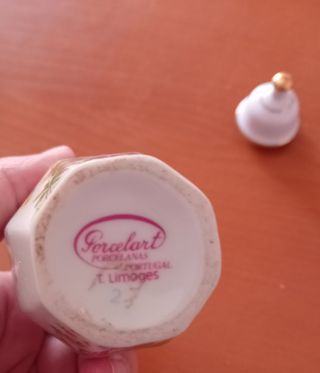 Porcelart
PORCELANAS
PORTUGAL
T. Limoges